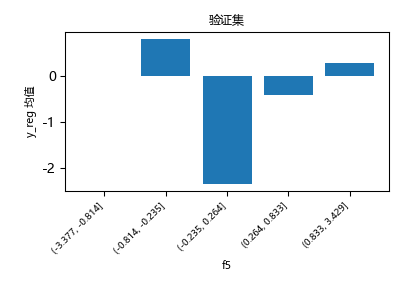 验证集
y_reg 均值
0
-1
-2
(-3.377, -0.814]
(-0.814, -0.235]
(-0.235, 0.264]
(0.264, 0.833]
(0.833, 3.429]
f5